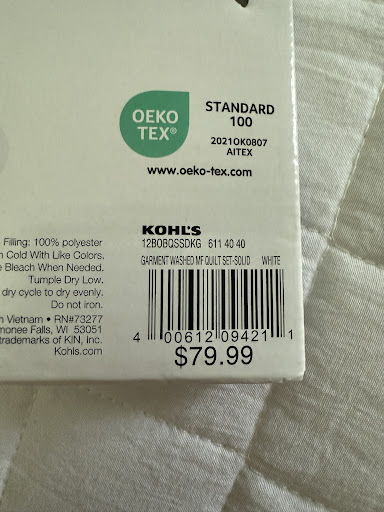 OEKO
TEX®
STANDARD
100
2021OK0807
AITEX
www.oeko-tex.com
KOHL'S
12BOBQSSDKG 611 40 40
GARMENT WASHED MF QUILT SET-SOLID WHITE
4 00612 09421 1
$79.99
Filling: 100% polyester
Cold With Like Colors.
Bleach When Needed.
Tumple Dry Low.
dry cycle to dry evenly.
Do not iron.
Vietnam • RN#73277
Falls, WI 53051
trademarks of KIN, Inc.
Kohls.com